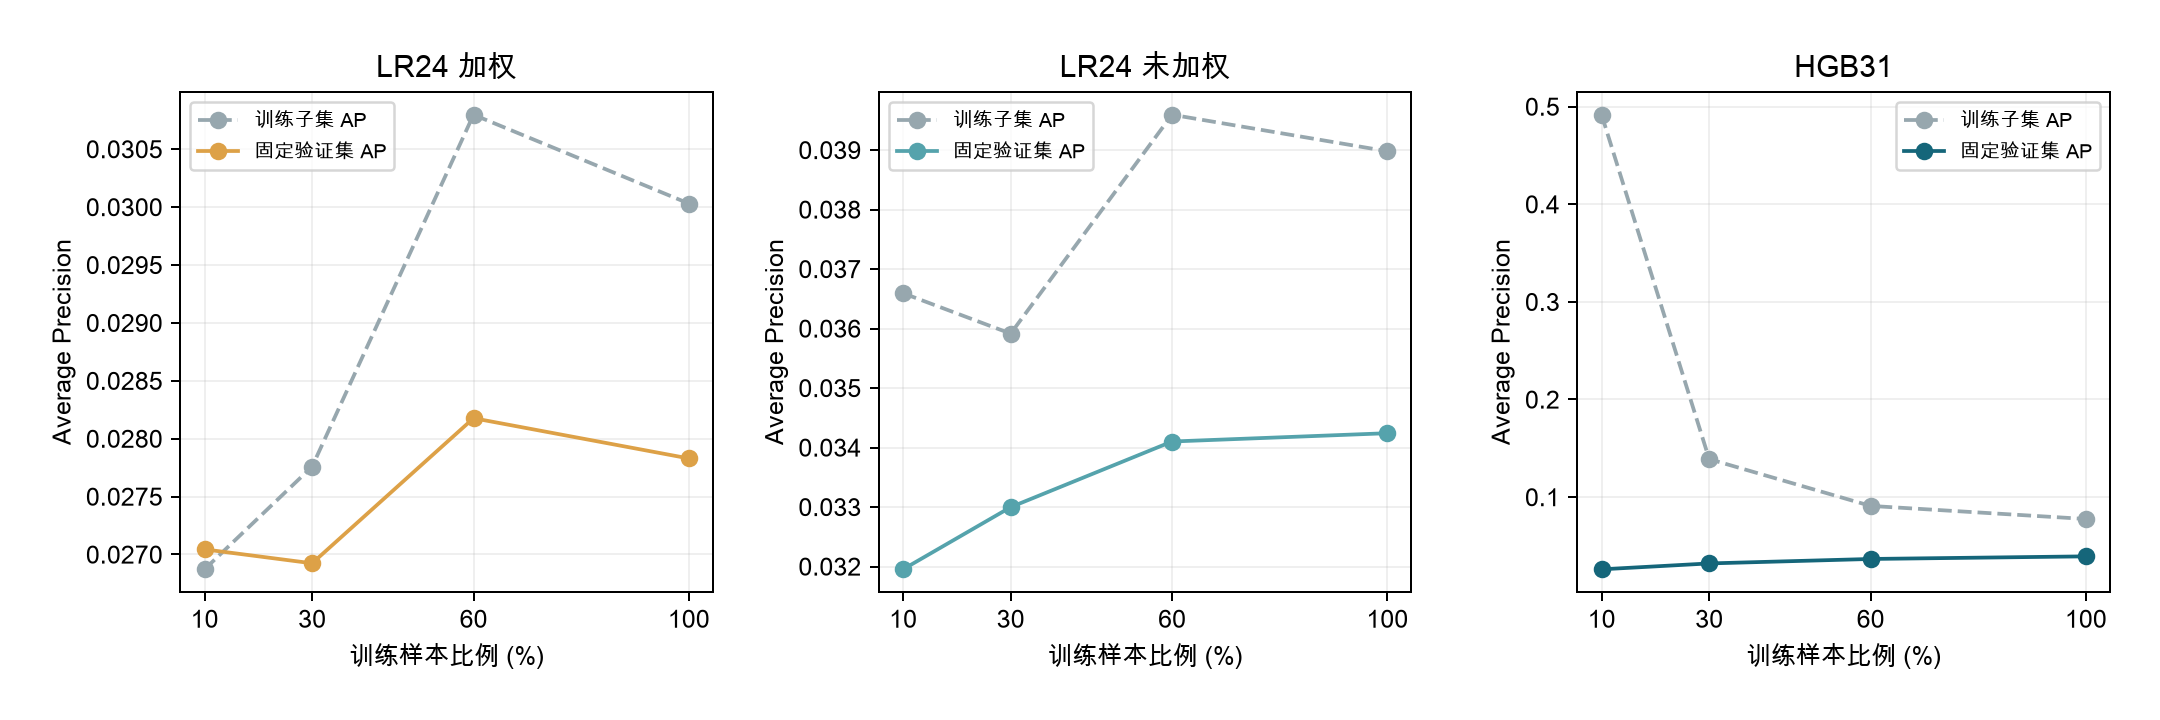 LR24 加权
训练子集 AP
固定验证集 AP
0.0305
0.0300
0.0295
0.0290
0.0285
0.0280
0.0275
0.0270
Average Precision
10 30 60 100
训练样本比例 (%)
LR24 未加权
训练子集 AP
固定验证集 AP
0.039
0.038
0.037
0.036
0.035
0.034
0.033
0.032
Average Precision
10 30 60 100
训练样本比例 (%)
HGB31
训练子集 AP
固定验证集 AP
0.5
0.4
0.3
0.2
0.1
Average Precision
10 30 60 100
训练样本比例 (%)